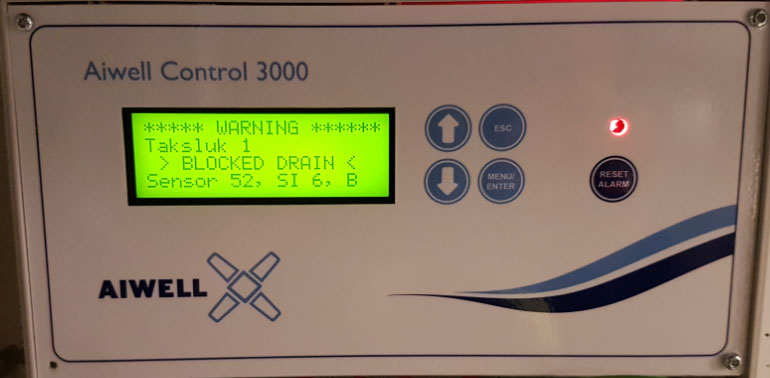 Aiwell Control 3000
***** WARNING ******
Taksluk 1
> BLOCKED DRAIN <
Sensor 52, SI 6, B
ESC
MENU/
ENTER
RESET
ALARM
AIWELL